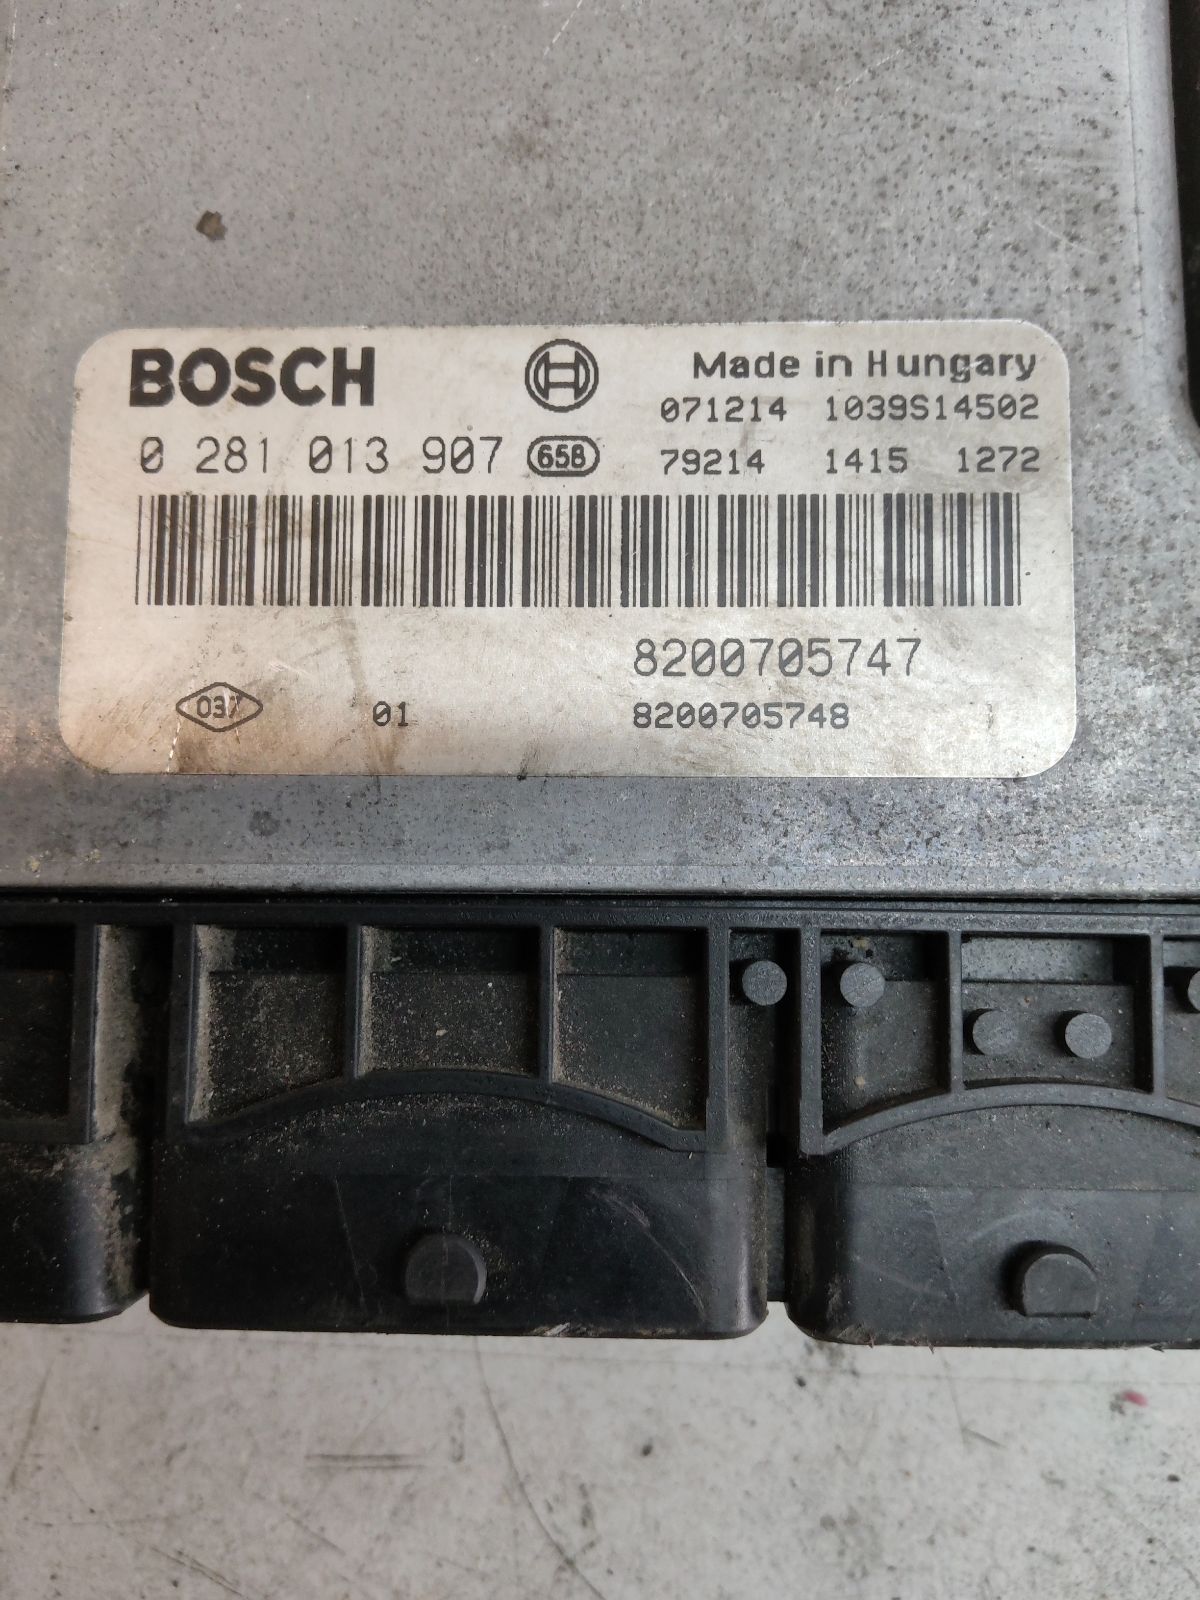 BOSCH
Made in Hungary
071214 1039S14502
0 281 013 907 658 79214 1415 1272
8200705747
037 01 8200705748